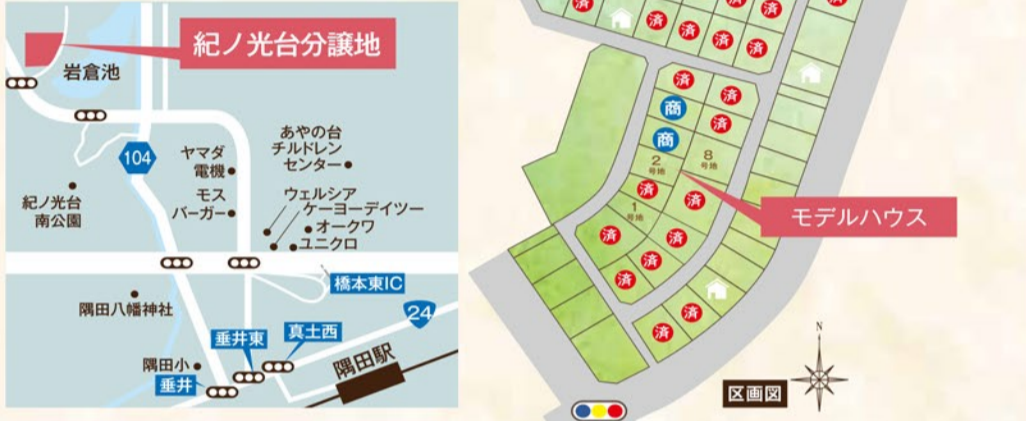 紀ノ光台分譲地
岩倉池
104
ヤマダ
電機
あやの台
チルドレン
センター
モス
バーガー
ウェルシア
ケーヨーデイツー
オークワ
ユニクロ
紀ノ光台
南公園
橋本東IC
隅田八幡神社
24
垂井東
真土西
隅田小
垂井
隅田駅
済
済
済
済
済
済
済
済
済
済
商
済
商
2
号地
8
号地
済
済
1
号地
済
済
済
済
済
モデルハウス
N
区画図